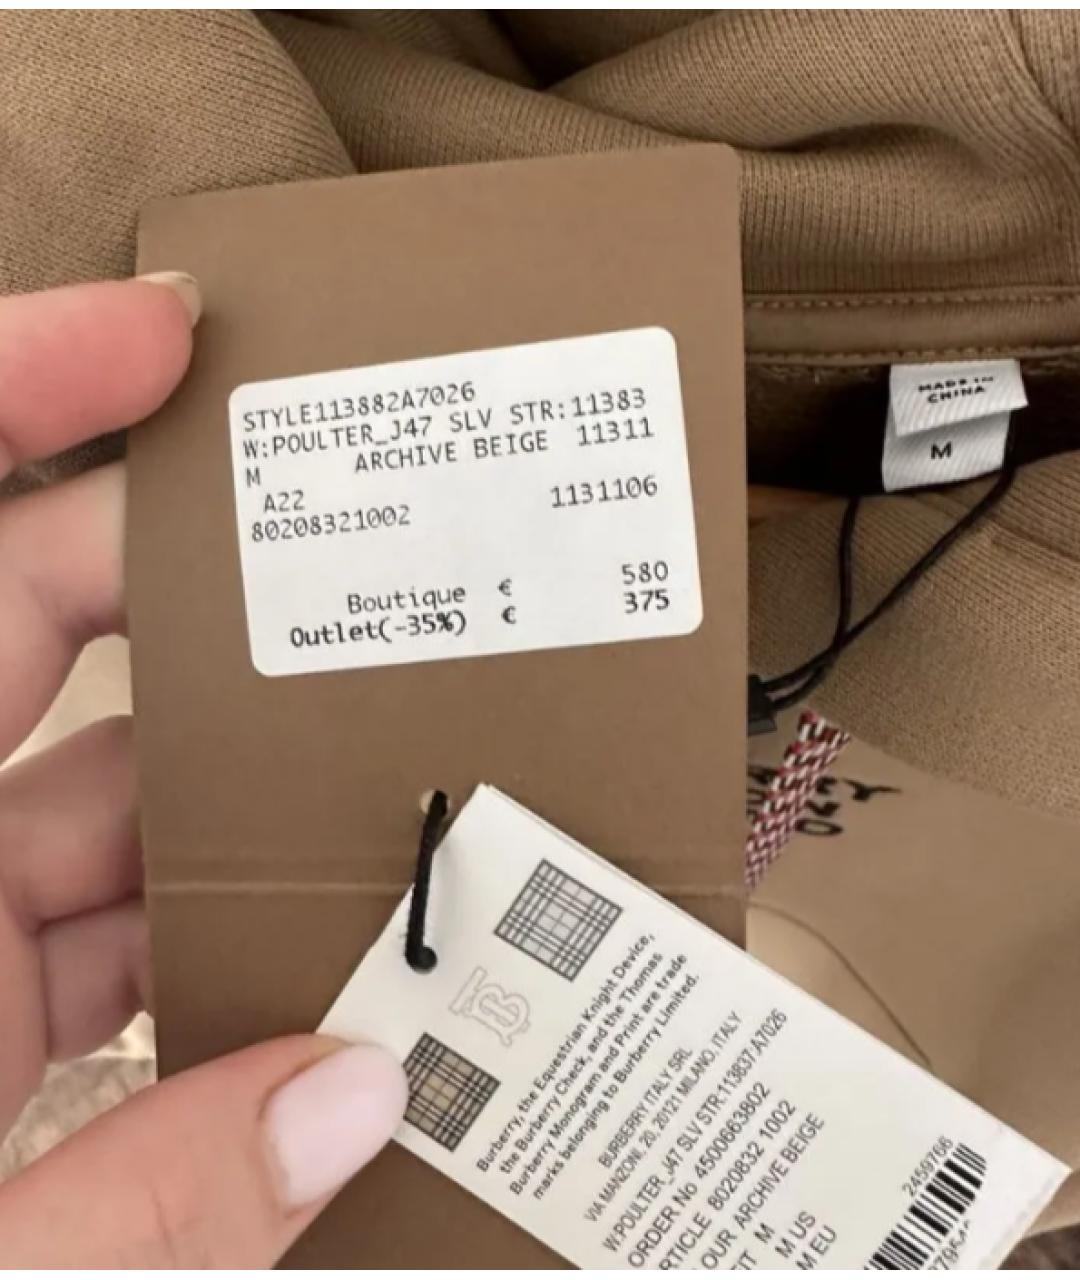 STYLE113882A7026
W:POULTER_J47 SLV STR:11383
M ARCHIVE BEIGE 11311
A22
80208321002 1131106
Boutique € 580
Outlet(-35%) € 375
MADE IN
CHINA
M
B
Burberry, the Equestrian Knight Device,
the Burberry Check, and the Thomas
Burberry Monogram and Print are trade
marks belonging to Burberry Limited.
BURBERRY ITALY SRL
VIA MANZONI, 20, 20121 MILANO, ITALY
W:POULTER_J47 SLV STR:113837:A7026
ORDER No 4500663802
RTICLE 8020832 1002
OUR ARCHIVE BEIGE
M
M US
M EU
2459766